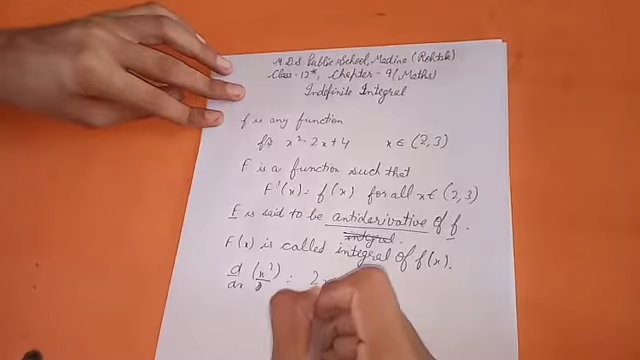 M.D.S. Public School, Madina (Rohtak)
Class-12th, Chapter-9 (Maths)
Indefinite Integral
f is any function
x² - 2x + 4 x ∈ (2, 3)
F is a function such that
F'(x) = f(x) for all x ∈ (2, 3)
F is said to be antiderivative of f.
integral.
F(x) is called integral of f(x).
d/dx (x²/ ) = 2